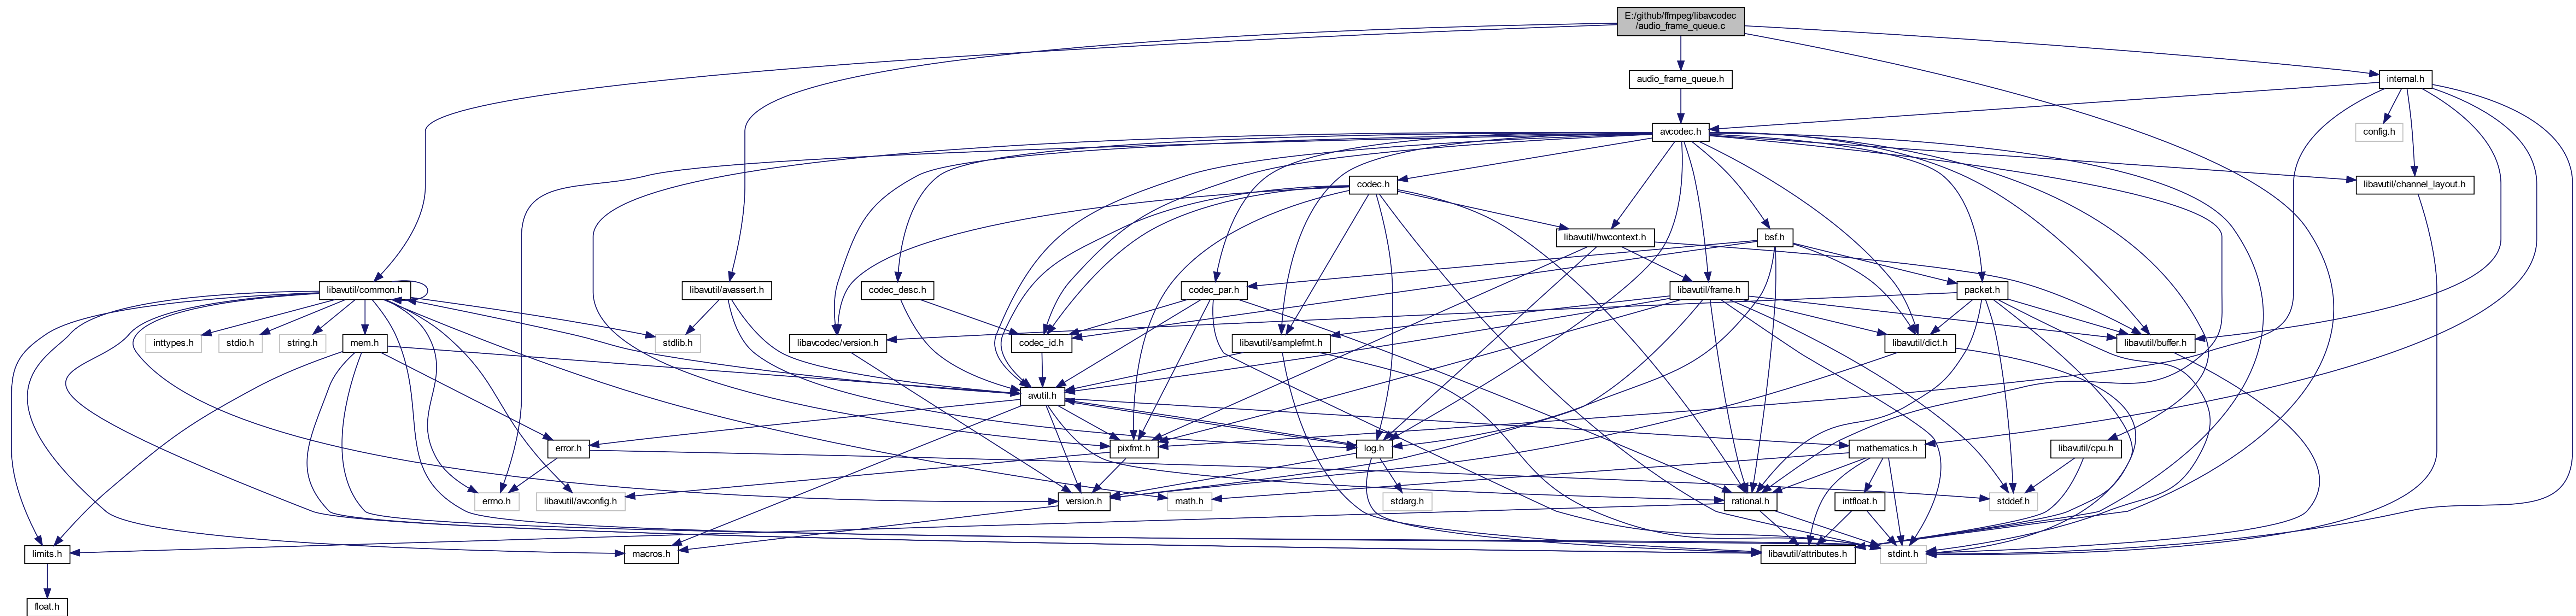 E:/github/ffmpeg/libavcodec
/audio_frame_queue.c
audio_frame_queue.h
internal.h
avcodec.h
config.h
codec.h
libavutil/channel_layout.h
libavutil/hwcontext.h
bsf.h
libavutil/common.h
libavutil/avassert.h
codec_desc.h
codec_par.h
libavutil/frame.h
packet.h
inttypes.h
stdio.h
string.h
mem.h
stdlib.h
libavcodec/version.h
codec_id.h
libavutil/samplefmt.h
libavutil/dict.h
libavutil/buffer.h
avutil.h
error.h
pixfmt.h
log.h
mathematics.h
libavutil/cpu.h
errno.h
libavutil/avconfig.h
version.h
math.h
stdarg.h
rational.h
intfloat.h
stddef.h
limits.h
macros.h
libavutil/attributes.h
stdint.h
float.h